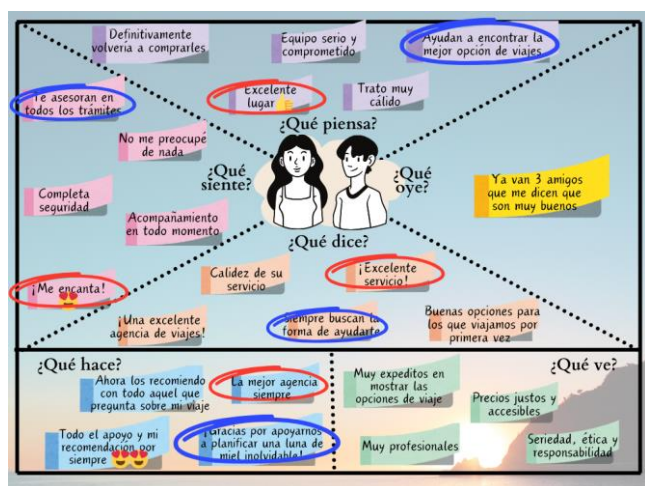 Definitivamente
volvería a comprarles
Equipo serio y
comprometido
Ayudan a encontrar la
mejor opción de viajes
Te asesoran en
todos los trámites
Excelente
lugar 👍
Trato muy
cálido
¿Qué piensa?
No me preocupé
de nada
¿Qué
siente?
¿Qué
oye?
Ya van 3 amigos
que me dicen que
son muy buenos
Completa
seguridad
Acompañamiento
en todo momento
¿Qué dice?
Calidez de su
servicio
¡Excelente
servicio!
¡Me encanta!
😍
¡Una excelente
agencia de viajes!
Siempre buscan la
forma de ayudarte
Buenas opciones para
los que viajamos por
primera vez
¿Qué hace?
Ahora los recomiendo
con todo aquel que
pregunta sobre mi viaje
La mejor agencia
siempre
Todo el apoyo y mi
recomendación por
siempre 😍😍
¡Gracias por apoyarnos
a planificar una luna de
miel inolvidable!
¿Qué ve?
Muy expeditos en
mostrar las
opciones de viaje
Precios justos y
accesibles
Muy profesionales
Seriedad, ética y
responsabilidad